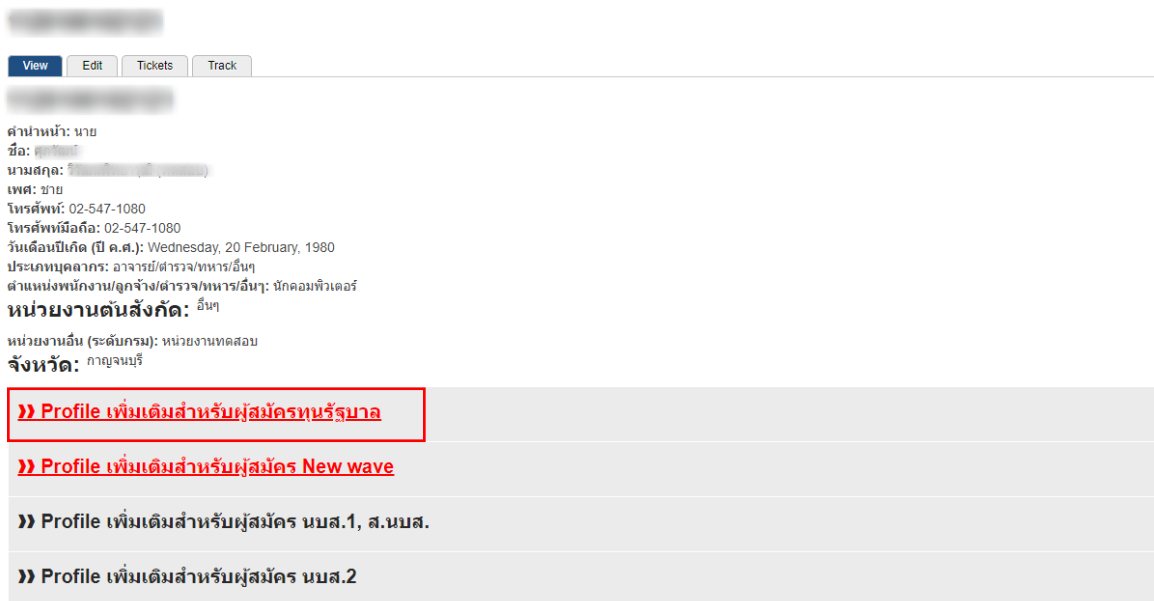 View Edit Tickets Track
คำนำหน้า: นาย
ชื่อ:
นามสกุล:
เพศ: ชาย
โทรศัพท์: 02-547-1080
โทรศัพท์มือถือ: 02-547-1080
วันเดือนปีเกิด (ปี ค.ศ.): Wednesday, 20 February, 1980
ประเภทบุคลากร: อาจารย์/ตำรวจ/ทหาร/อื่นๆ
ตำแหน่งพนักงาน/ลูกจ้าง/ตำรวจ/ทหาร/อื่นๆ: นักคอมพิวเตอร์
หน่วยงานต้นสังกัด: อื่นๆ
หน่วยงานอื่น (ระดับกรม): หน่วยงานทดสอบ
จังหวัด: กาญจนบุรี
⟫ Profile เพิ่มเติมสำหรับผู้สมัครทุนรัฐบาล
⟫ Profile เพิ่มเติมสำหรับผู้สมัคร New wave
⟫ Profile เพิ่มเติมสำหรับผู้สมัคร นบส.1, ส.นบส.
⟫ Profile เพิ่มเติมสำหรับผู้สมัคร นบส.2